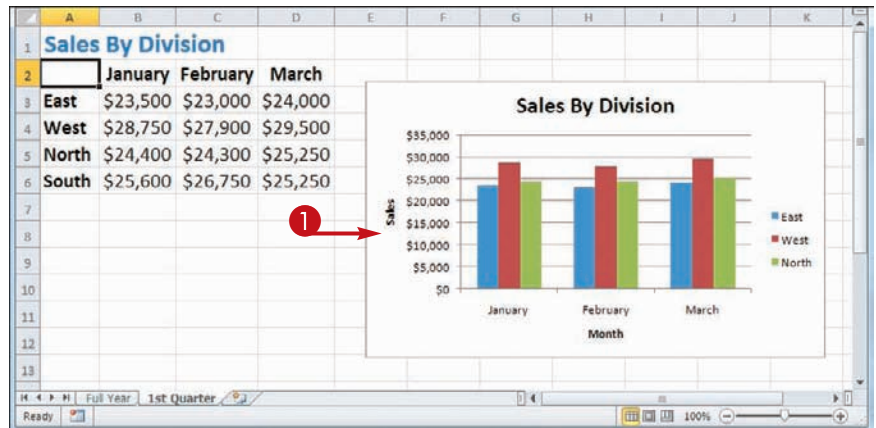 A B C D E F G H I J K
1 Sales By Division
2 January February March
3 East $23,500 $23,000 $24,000
4 West $28,750 $27,900 $29,500
5 North $24,400 $24,300 $25,250
6 South $25,600 $26,750 $25,250
7
8
9
10
11
12
13
1
Sales By Division
$35,000
$30,000
$25,000
$20,000
$15,000
$10,000
$5,000
$0
Sales
January February March
Month
East
West
North
Full Year 1st Quarter
Ready 100%